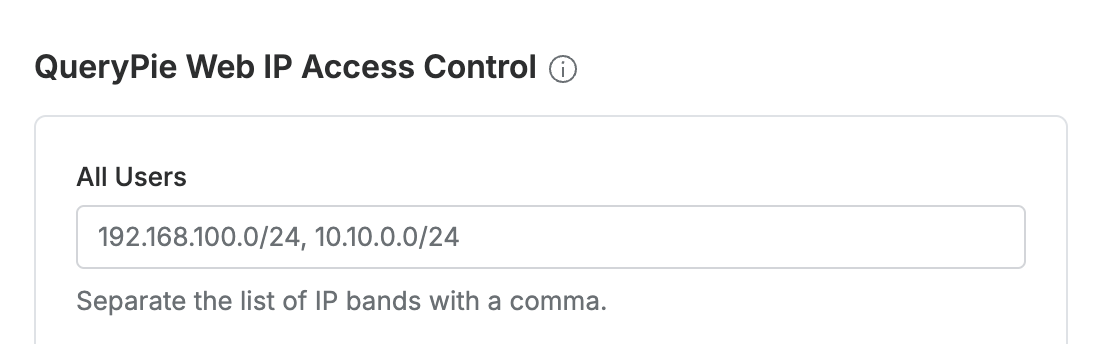 QueryPie Web IP Access Control
All Users
192.168.100.0/24, 10.10.0.0/24
Separate the list of IP bands with a comma.